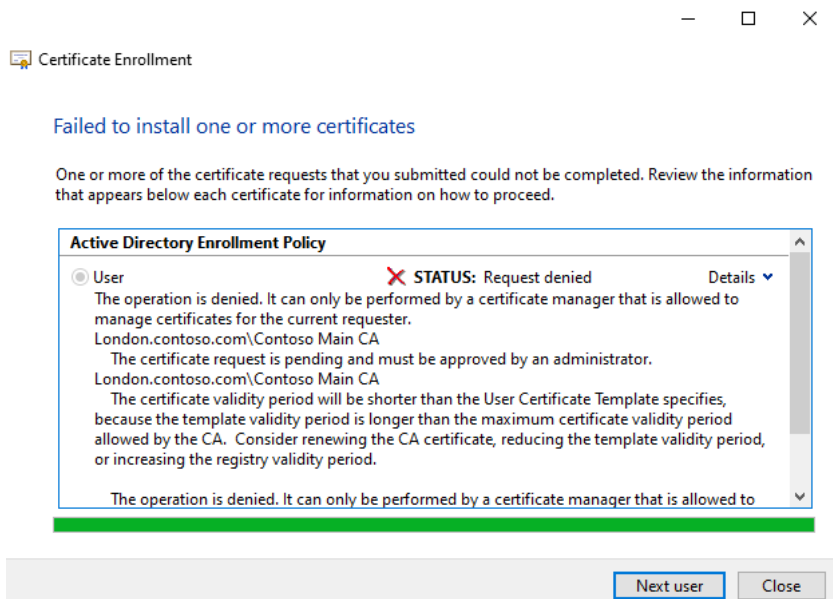 Certificate Enrollment
Failed to install one or more certificates
One or more of the certificate requests that you submitted could not be completed. Review the information
that appears below each certificate for information on how to proceed.
Active Directory Enrollment Policy
User STATUS: Request denied Details
The operation is denied. It can only be performed by a certificate manager that is allowed to
manage certificates for the current requester.
London.contoso.com\Contoso Main CA
The certificate request is pending and must be approved by an administrator.
London.contoso.com\Contoso Main CA
The certificate validity period will be shorter than the User Certificate Template specifies,
because the template validity period is longer than the maximum certificate validity period
allowed by the CA. Consider renewing the CA certificate, reducing the template validity period,
or increasing the registry validity period.
The operation is denied. It can only be performed by a certificate manager that is allowed to
Next user Close